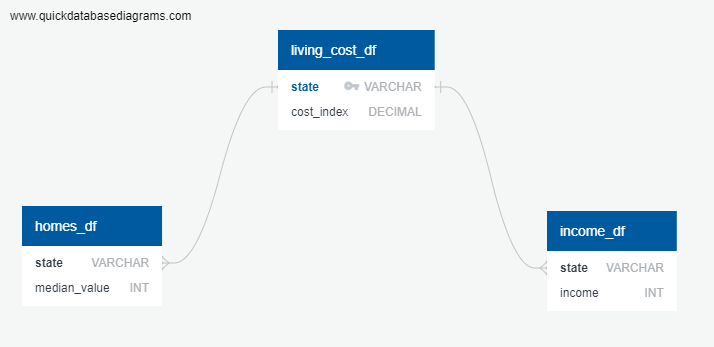 www.quickdatabasediagrams.com
living_cost_df
state VARCHAR
cost_index DECIMAL
homes_df
state VARCHAR
median_value INT
income_df
state VARCHAR
income INT